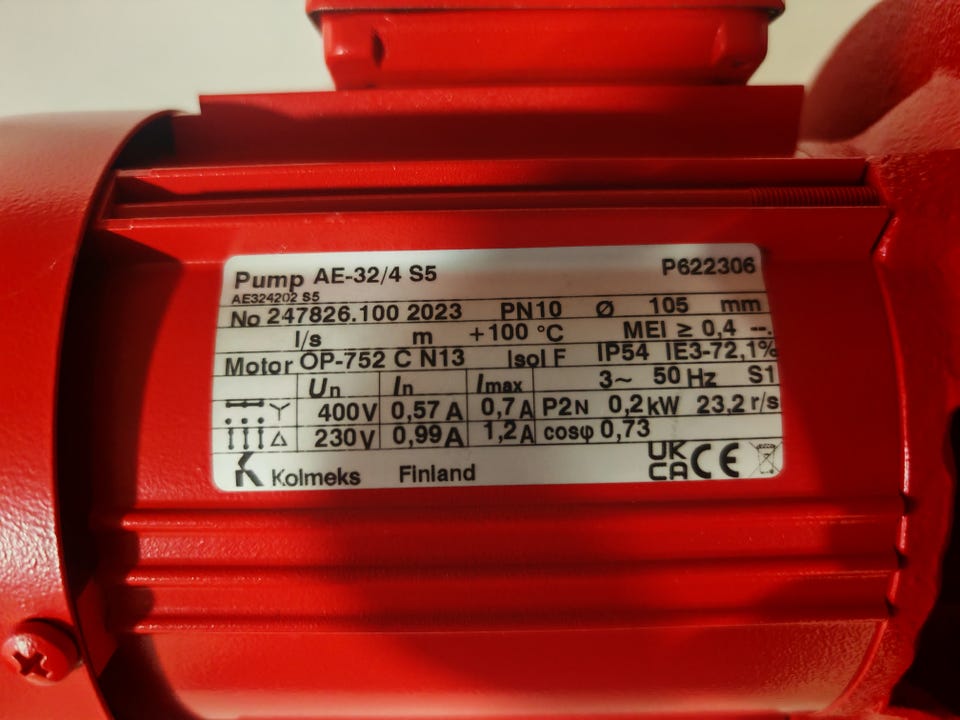 Pump AE-32/4 S5 P622306
AE324202 S5
No 247826.100 2023 PN10 Ø 105 mm
l/s m +100 °C MEI ≥ 0,4 --.
Motor OP-752 C N13 Isol F IP54 IE3-72,1%
Un In Imax 3~ 50 Hz S1
Y 400V 0,57 A 0,7 A P2N 0,2 kW 23,2 r/s
△ 230V 0,99 A 1,2 A cosφ 0,73
K Kolmeks Finland UK CA CE